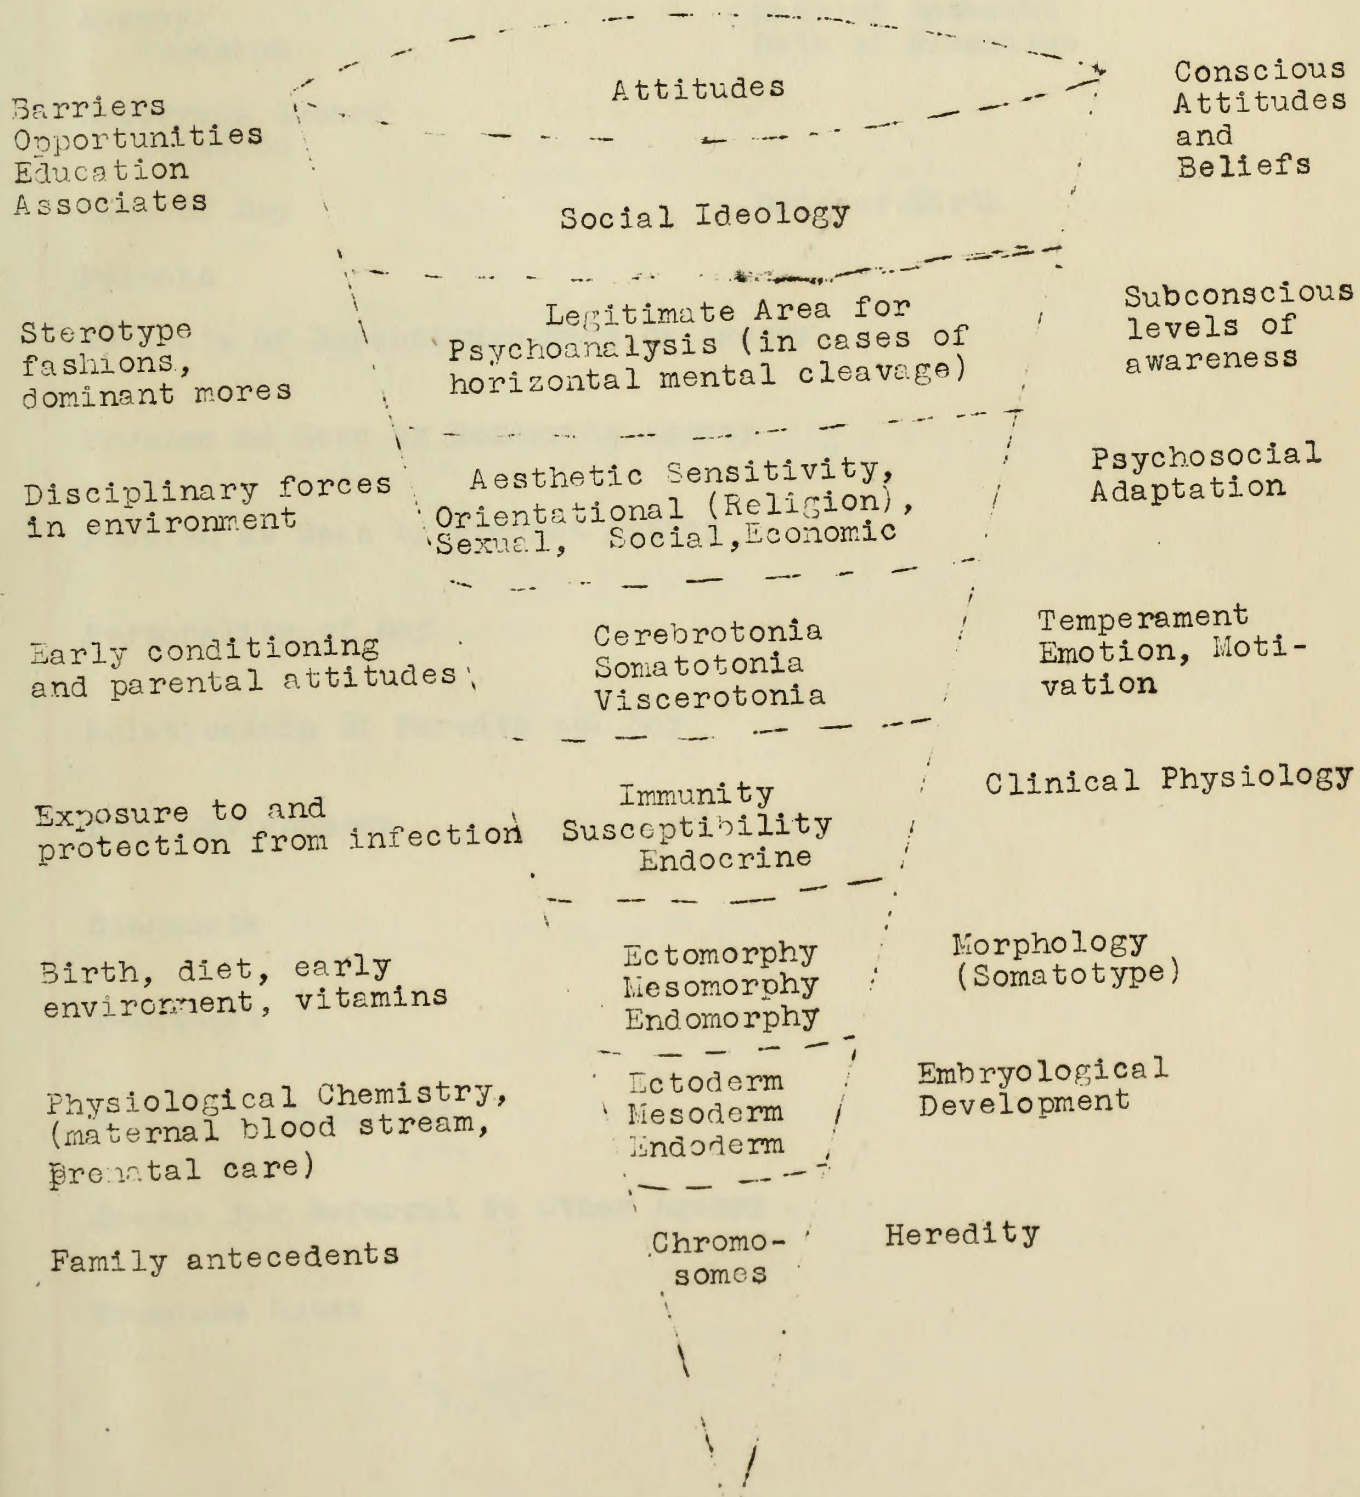 Attitudes
Barriers
Opportunities
Education
Associates
Conscious
Attitudes
and
Beliefs
Social Ideology
Sterotype
fashions,
dominant mores
Legitimate Area for
Psychoanalysis (in cases of
horizontal mental cleavage)
Subconscious
levels of
awareness
Disciplinary forces
in environment
Aesthetic Sensitivity,
Orientational (Religion),
Sexual, Social,Economic
Psychosocial
Adaptation
Early conditioning
and parental attitudes
Cerebrotonia
Somatotonia
Viscerotonia
Temperament
Emotion, Moti-
vation
Exposure to and
protection from infection
Immunity
Susceptibility
Endocrine
Clinical Physiology
Birth, diet, early
environment, vitamins
Ectomorphy
Mesomorphy
Endomorphy
Morphology
(Somatotype)
Physiological Chemistry,
(maternal blood stream,
prenatal care)
Ectoderm
Mesoderm
Endoderm
Embryological
Development
Family antecedents
Chromo-
somes
Heredity